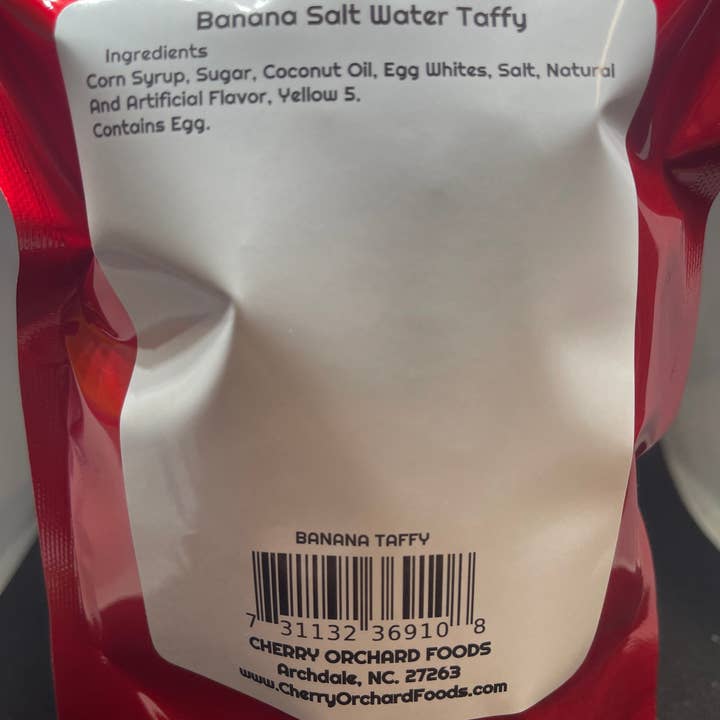 Banana Salt Water Taffy
Ingredients
Corn Syrup, Sugar, Coconut Oil, Egg Whites, Salt, Natural
And Artificial Flavor, Yellow 5.
Contains Egg.
BANANA TAFFY
7 31132 36910 8
CHERRY ORCHARD FOODS
Archdale, NC. 27263
www.CherryOrchardFoods.com